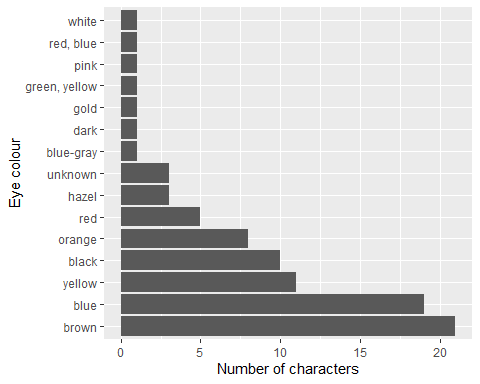 white
red, blue
pink
green, yellow
gold
dark
blue-gray
unknown
hazel
red
orange
black
yellow
blue
brown
Eye colour
0 5 10 15 20
Number of characters